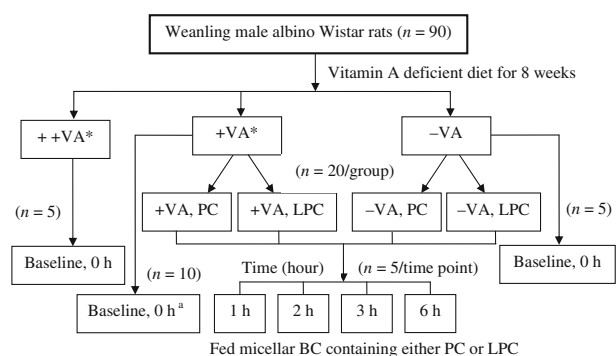 Weanling male albino Wistar rats (n = 90)
Vitamin A deficient diet for 8 weeks
+ +VA*
+VA*
–VA
(n = 20/group)
(n = 5)
+VA, PC
+VA, LPC
–VA, PC
–VA, LPC
(n = 5)
Baseline, 0 h
(n = 10)
Time (hour)
(n = 5/time point)
Baseline, 0 h
Baseline, 0 h a
1 h
2 h
3 h
6 h
Fed micellar BC containing either PC or LPC